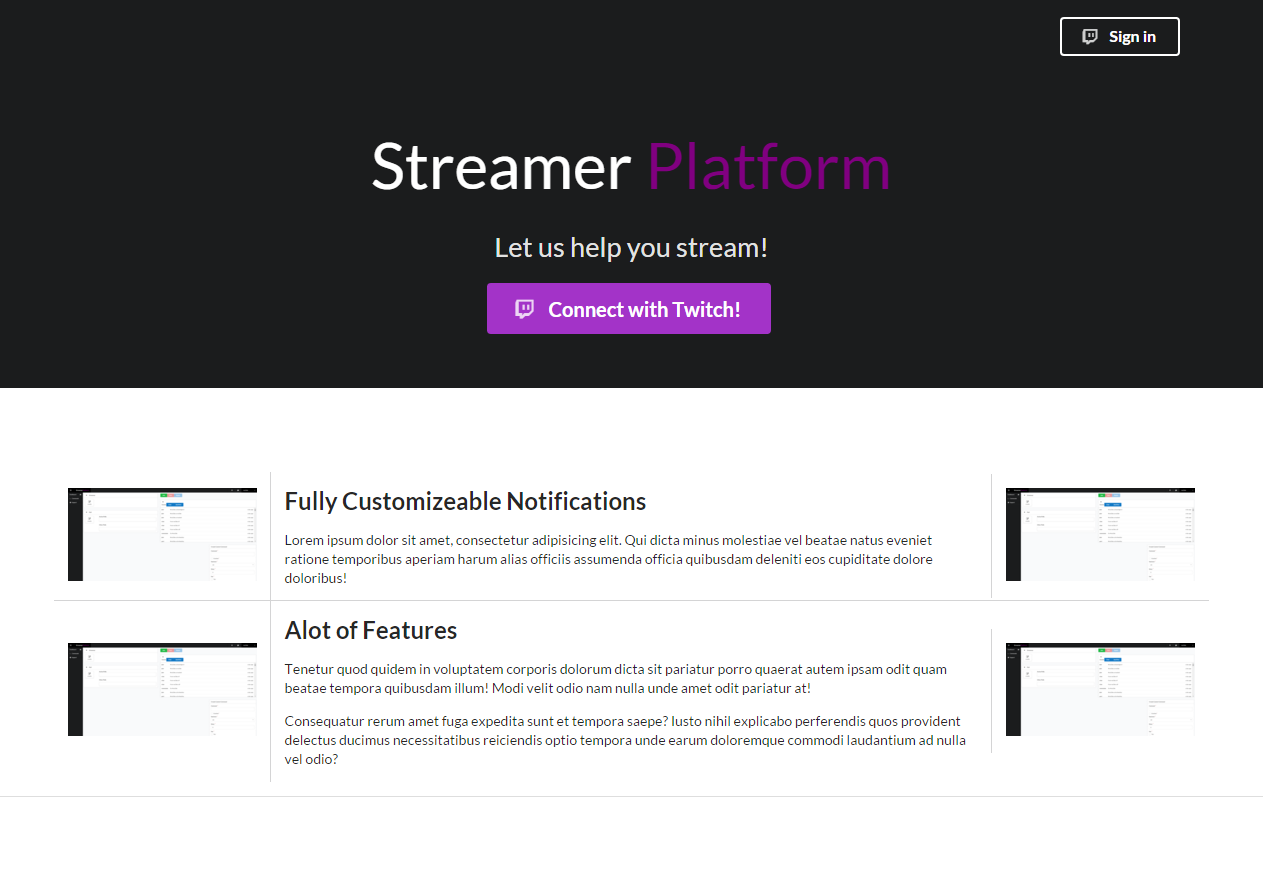 Sign in
Streamer Platform
Let us help you stream!
Connect with Twitch!
Fully Customizeable Notifications
Lorem ipsum dolor sit amet, consectetur adipisicing elit. Qui dicta minus molestiae vel beatae natus eveniet
ratione temporibus aperiam harum alias officiis assumenda officia quibusdam deleniti eos cupiditate dolore
doloribus!
Alot of Features
Tenetur quod quidem in voluptatem corporis dolorum dicta sit pariatur porro quaerat autem ipsam odit quam
beatae tempora quibusdam illum! Modi velit odio nam nulla unde amet odit pariatur at!
Consequatur rerum amet fuga expedita sunt et tempora saepe? Iusto nihil explicabo perferendis quos provident
delectus ducimus necessitatibus reiciendis optio tempora unde earum doloremque commodi laudantium ad nulla
vel odio?